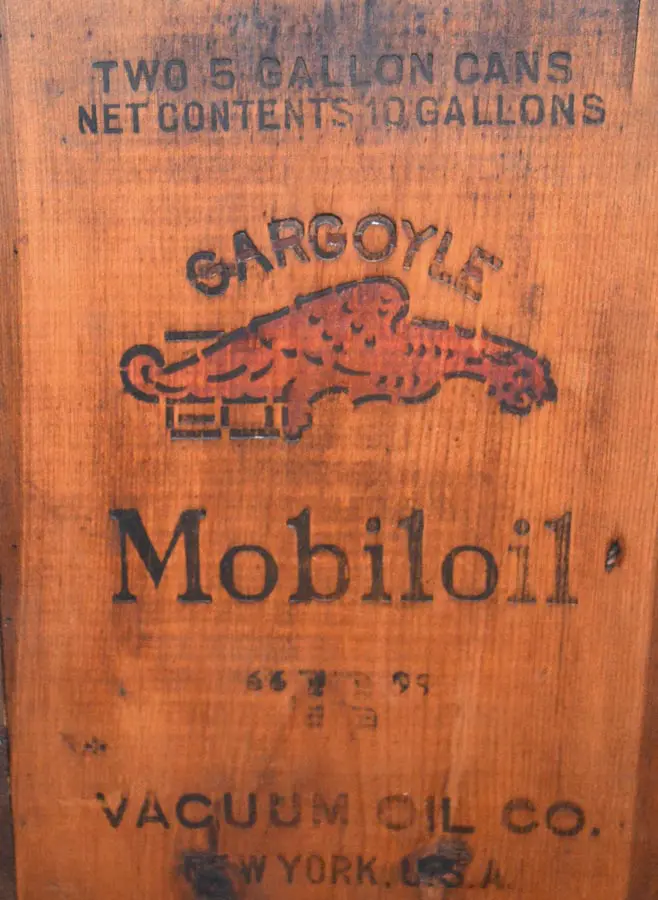 TWO 5 GALLON CANS
NET CONTENTS 10 GALLONS
GARGOYLE
Mobiloil
VACUUM OIL CO.
NEW YORK, U.S.A.